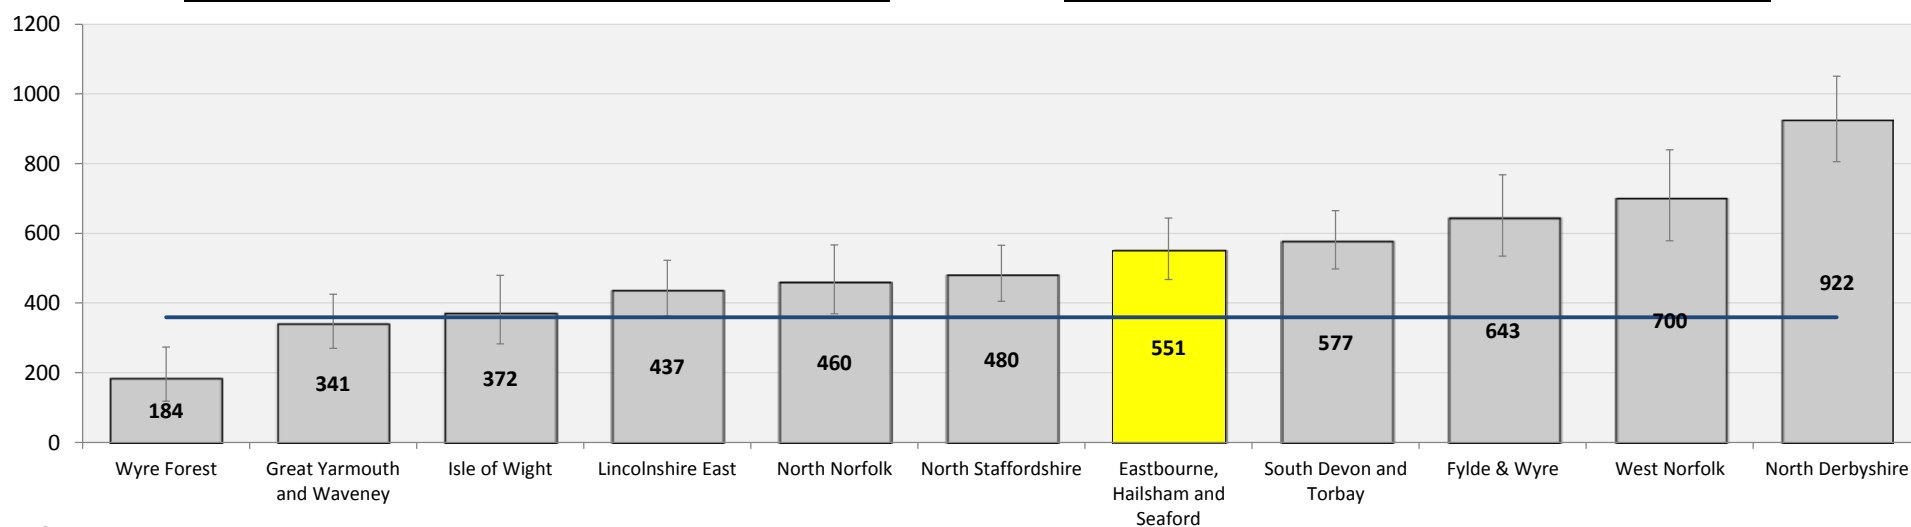 1200
1000
800
600
400
200
0
184
341
372
437
460
480
551
577
643
700
922
Wyre Forest
Great Yarmouth
and Waveney
Isle of Wight
Lincolnshire East
North Norfolk
North Staffordshire
Eastbourne,
Hailsham and
Seaford
South Devon and
Torbay
Fylde & Wyre
West Norfolk
North Derbyshire